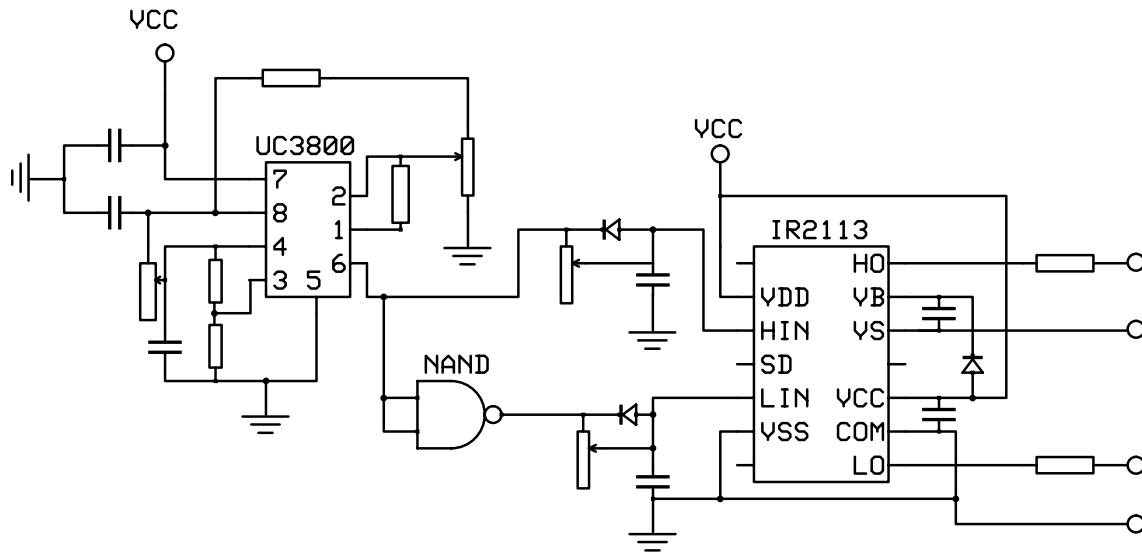 VCC
UC3800
7
8
4
3
5
2
1
6
NAND
VCC
IR2113
VDD
HIN
SD
LIN
VSS
HO
VB
VS
VCC
COM
LO